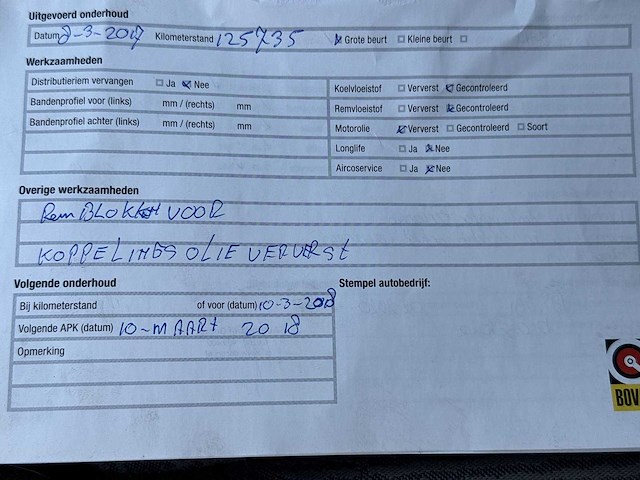 Uitgevoerd onderhoud
Datum 8-3-2017 Kilometerstand 125735 Grote beurt Kleine beurt
Werkzaamheden
Distributieriem vervangen Ja Nee
Bandenprofiel voor (links) mm / (rechts) mm
Bandenprofiel achter (links) mm / (rechts) mm
Koelvloeistof Ververst Gecontroleerd
Remvloeistof Ververst Gecontroleerd
Motorolie Ververst Gecontroleerd Soort
Longlife Ja Nee
Aircoservice Ja Nee
Overige werkzaamheden
Rem BLOKKEN VOOR
KOPPELINGS OLIE VERVERST
Volgende onderhoud
Bij kilometerstand of voor (datum) 10-3-2018
Volgende APK (datum) 10-MAART 2018
Opmerking
Stempel autobedrijf:
BOV